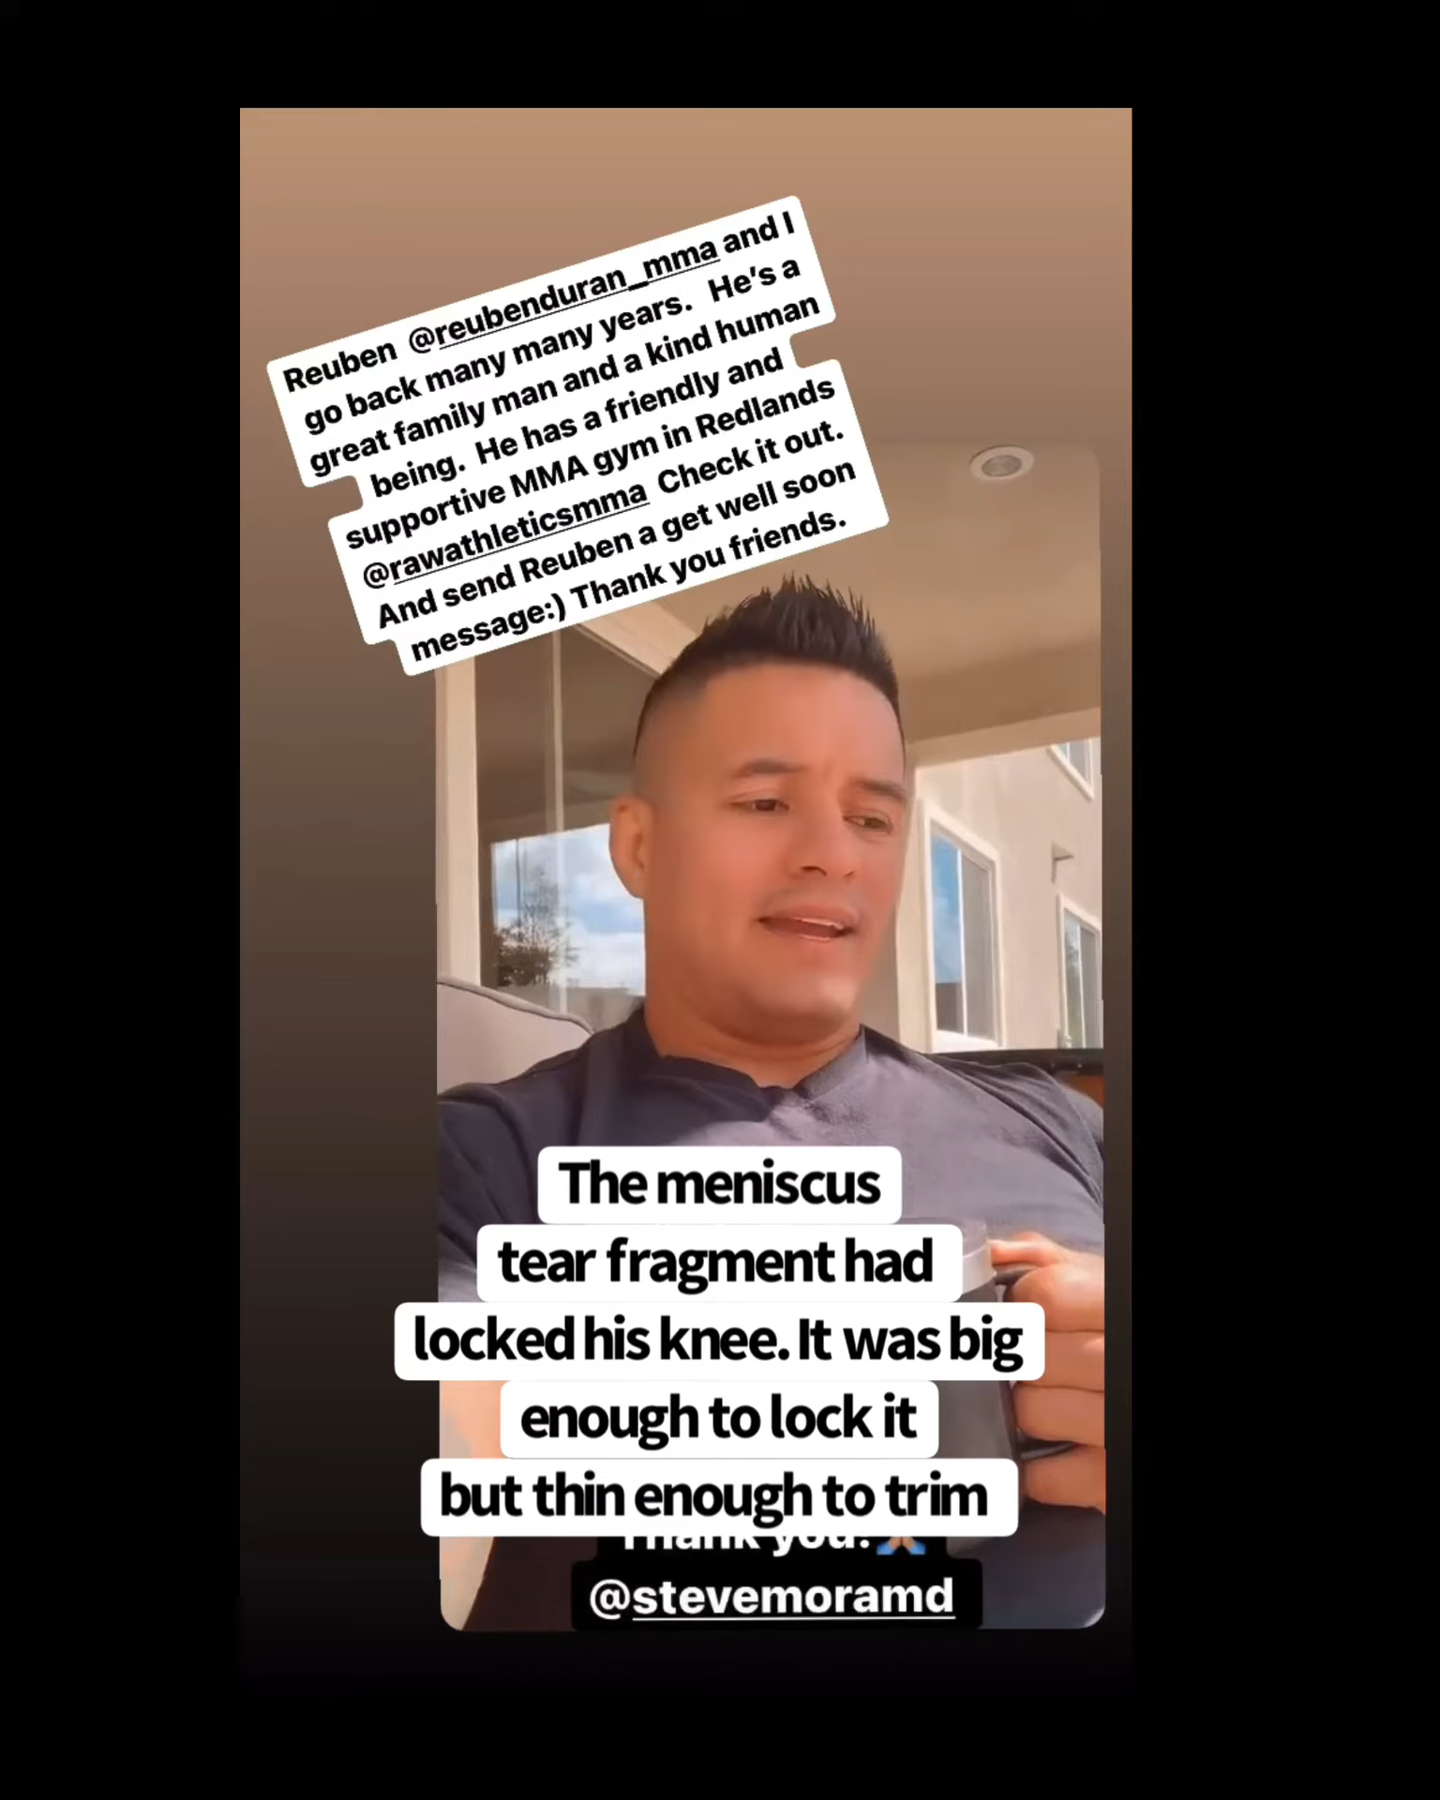 Reuben @reubenduran_mma and I
go back many many years. He's a
great family man and a kind human
being. He has a friendly and
supportive MMA gym in Redlands
@rawathleticsmma Check it out.
And send Reuben a get well soon
message:) Thank you friends.
The meniscus
tear fragment had
locked his knee. It was big
enough to lock it
but thin enough to trim
Thank you! 🙏🏽
@stevemoramd